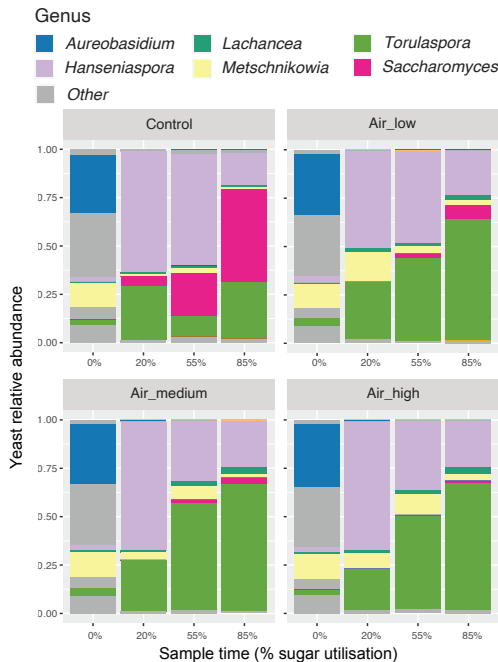 Genus
Aureobasidium Lachancea Torulaspora
Hanseniaspora Metschnikowia Saccharomyces
Other
Control Air_low
1.00
0.75
0.50
0.25
0.00
0% 20% 55% 85% 0% 20% 55% 85%
Air_medium Air_high
1.00
0.75
0.50
0.25
0.00
0% 20% 55% 85% 0% 20% 55% 85%
Yeast relative abundance
Sample time (% sugar utilisation)